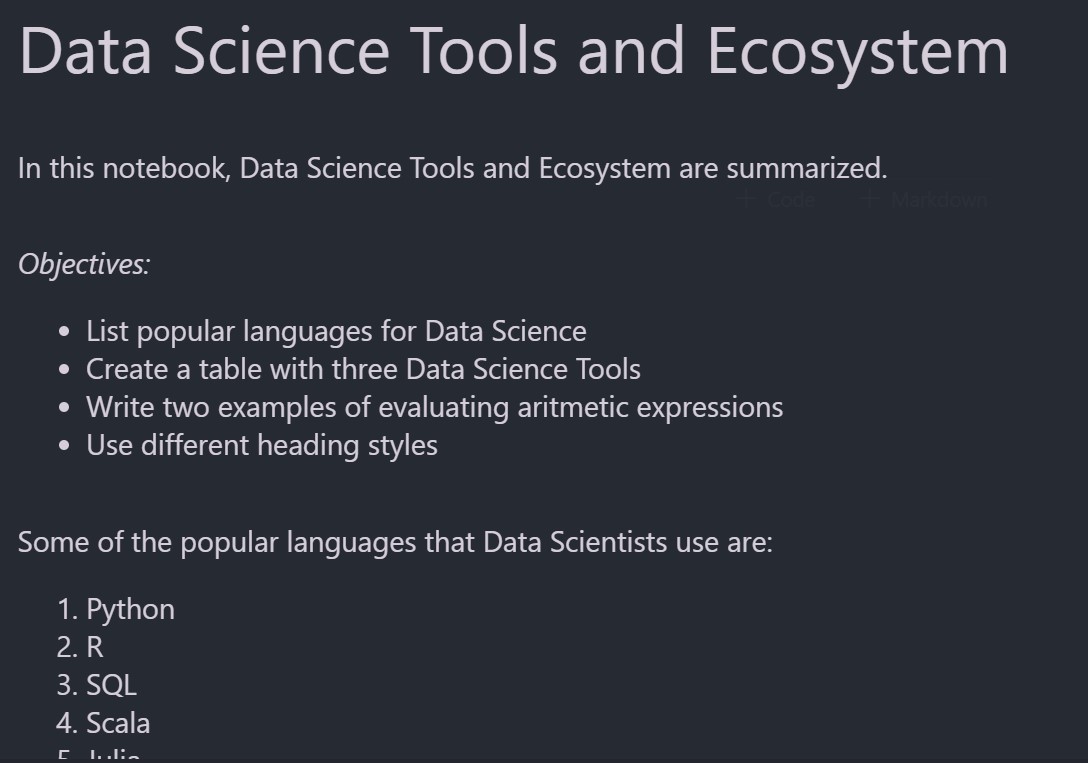 Data Science Tools and Ecosystem
In this notebook, Data Science Tools and Ecosystem are summarized.
+ Code + Markdown
Objectives:
• List popular languages for Data Science
• Create a table with three Data Science Tools
• Write two examples of evaluating aritmetic expressions
• Use different heading styles
Some of the popular languages that Data Scientists use are:
1. Python
2. R
3. SQL
4. Scala
5. Julia